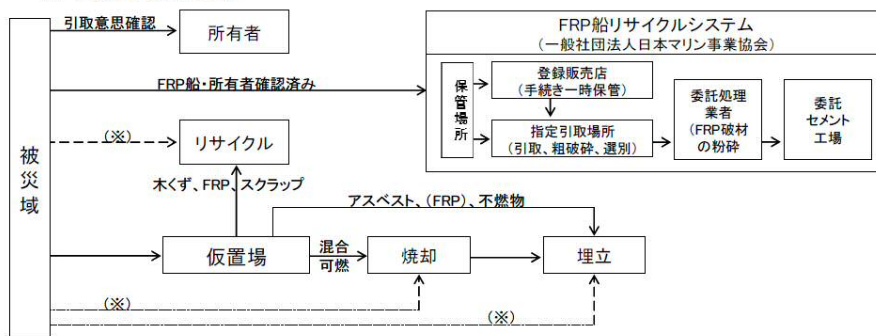 引取意思確認
所有者
FRP船リサイクルシステム
(一般社団法人日本マリン事業協会)
FRP船・所有者確認済み
保管場所
登録販売店
(手続き一時保管)
指定引取場所
(引取、粗破砕、選別)
委託処理
業者
(FRP破材
の粉砕)
委託
セメント
工場
(※)
リサイクル
被災域
木くず、FRP、スクラップ
アスベスト、(FRP)、不燃物
仮置場
混合
可燃
焼却
埋立
(※)
(※)